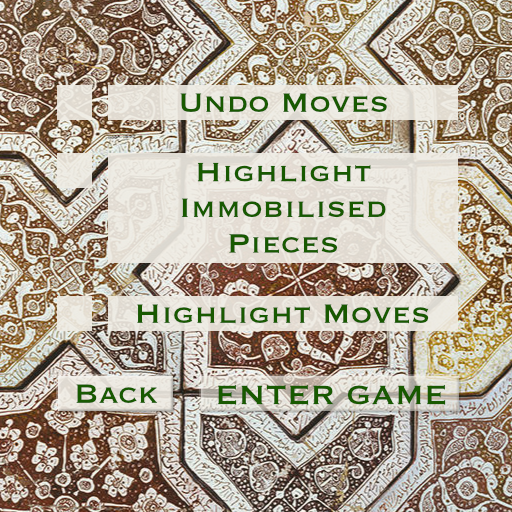 Undo Moves
Highlight
Immobilised
Pieces
Highlight Moves
Back
ENTER GAME